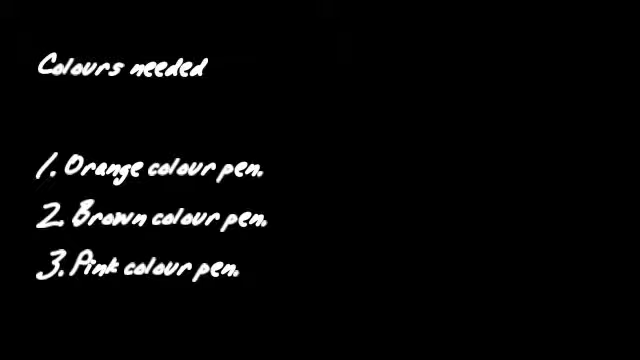 Colours needed
1. Orange colour pen.
2. Brown colour pen.
3. Pink colour pen.